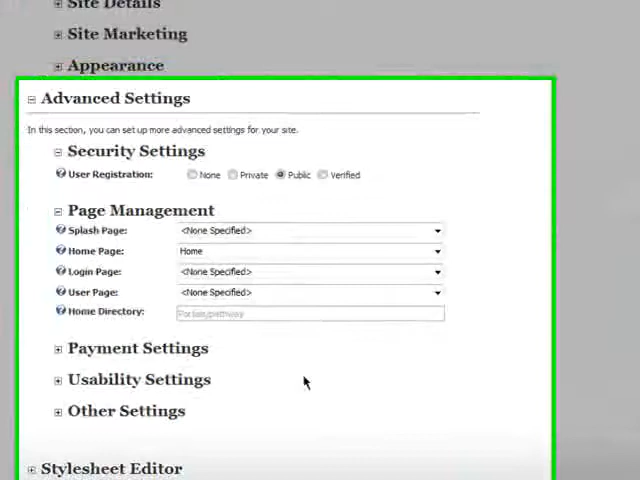 Site Details
Site Marketing
Appearance
Advanced Settings
In this section, you can set up more advanced settings for your site.
Security Settings
User Registration: None Private Public Verified
Page Management
Splash Page: <None Specified>
Home Page: Home
Login Page: <None Specified>
User Page: <None Specified>
Home Directory:
Payment Settings
Usability Settings
Other Settings
Stylesheet Editor